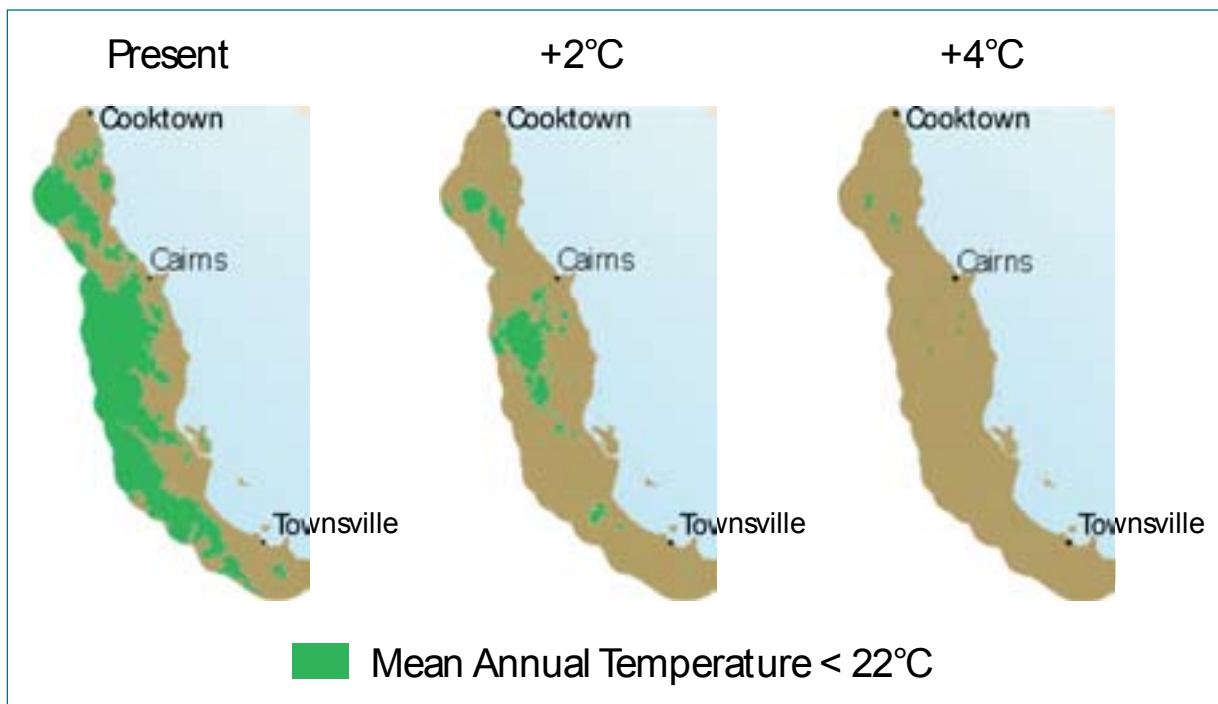 Present
+2°C
+4°C
Cooktown
Cooktown
Cooktown
Cairns
Cairns
Cairns
Townsville
Townsville
Townsville
Mean Annual Temperature < 22°C